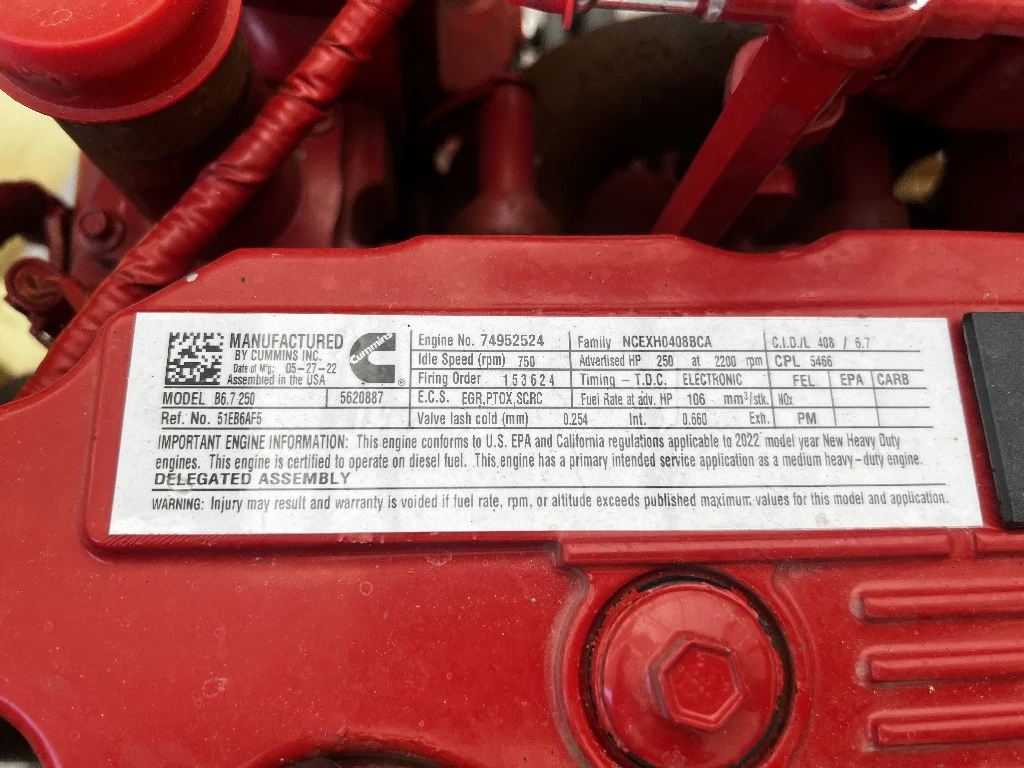 MANUFACTURED
BY CUMMINS INC.
Date of Mfg: 05-27-22
Assembled in the USA
Cummins
®
MODEL B6.7 250 5620887
Ref. No. 51EB6AF5
Engine No. 74952524 Family NCEXH0408BCA C.I.D./L 408 / 6.7
Idle Speed (rpm) 750 Advertised HP 250 at 2200 rpm CPL 5466
Firing Order 153624 Timing - T.D.C. ELECTRONIC FEL EPA CARB
E.C.S. EGR,PTOX,SCRC Fuel Rate at adv. HP 106 mm³/stk. NOx
Valve lash cold (mm) 0.254 Int. 0.660 Exh. PM
IMPORTANT ENGINE INFORMATION: This engine conforms to U.S. EPA and California regulations applicable to 2022 model year New Heavy Duty
engines. This engine is certified to operate on diesel fuel. This engine has a primary intended service application as a medium heavy-duty engine.
DELEGATED ASSEMBLY
WARNING: Injury may result and warranty is voided if fuel rate, rpm, or altitude exceeds published maximum values for this model and application.